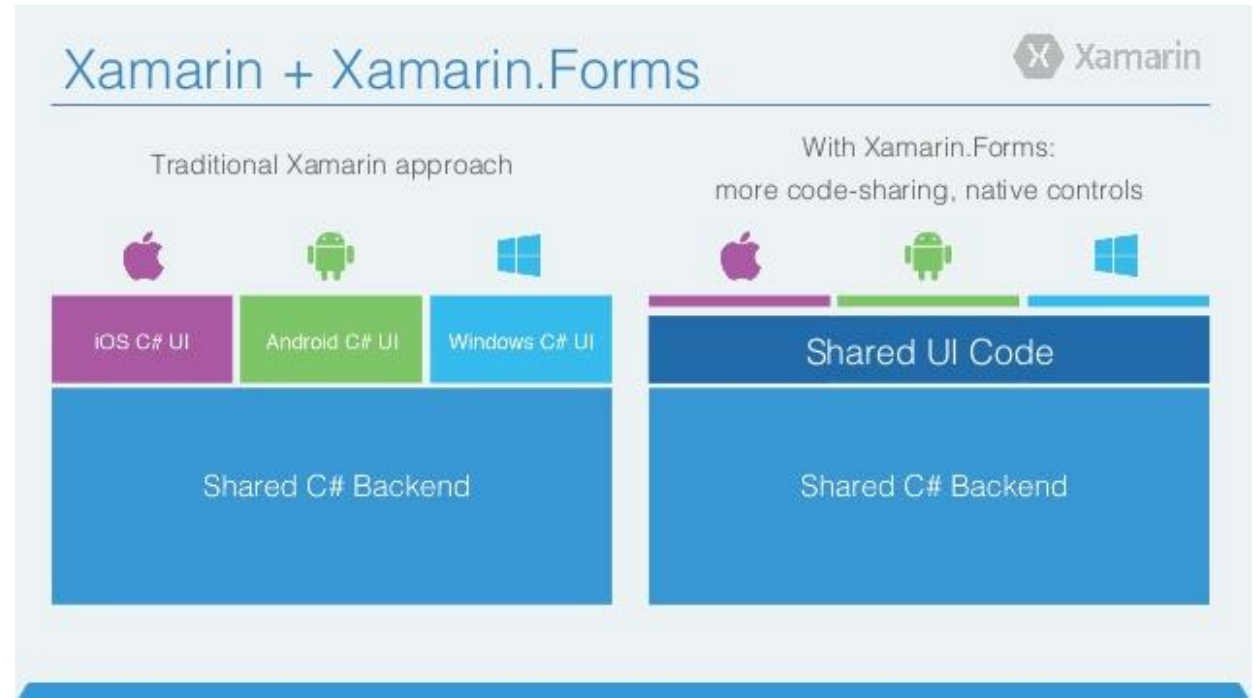 Xamarin + Xamarin.Forms
Xamarin
Traditional Xamarin approach
iOS C# UI
Android C# UI
Windows C# UI
Shared C# Backend
With Xamarin.Forms:
more code-sharing, native controls
Shared UI Code
Shared C# Backend